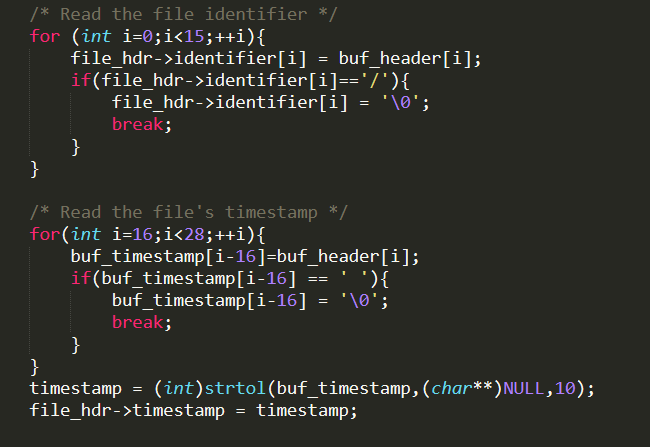 /* Read the file identifier */
for (int i=0;i<15;++i){
file_hdr->identifier[i] = buf_header[i];
if(file_hdr->identifier[i]=='/'){
file_hdr->identifier[i] = '\0';
break;
}
}
/* Read the file's timestamp */
for(int i=16;i<28;++i){
buf_timestamp[i-16]=buf_header[i];
if(buf_timestamp[i-16] == ' '){
buf_timestamp[i-16] = '\0';
break;
}
}
timestamp = (int)strtol(buf_timestamp,(char**)NULL,10);
file_hdr->timestamp = timestamp;